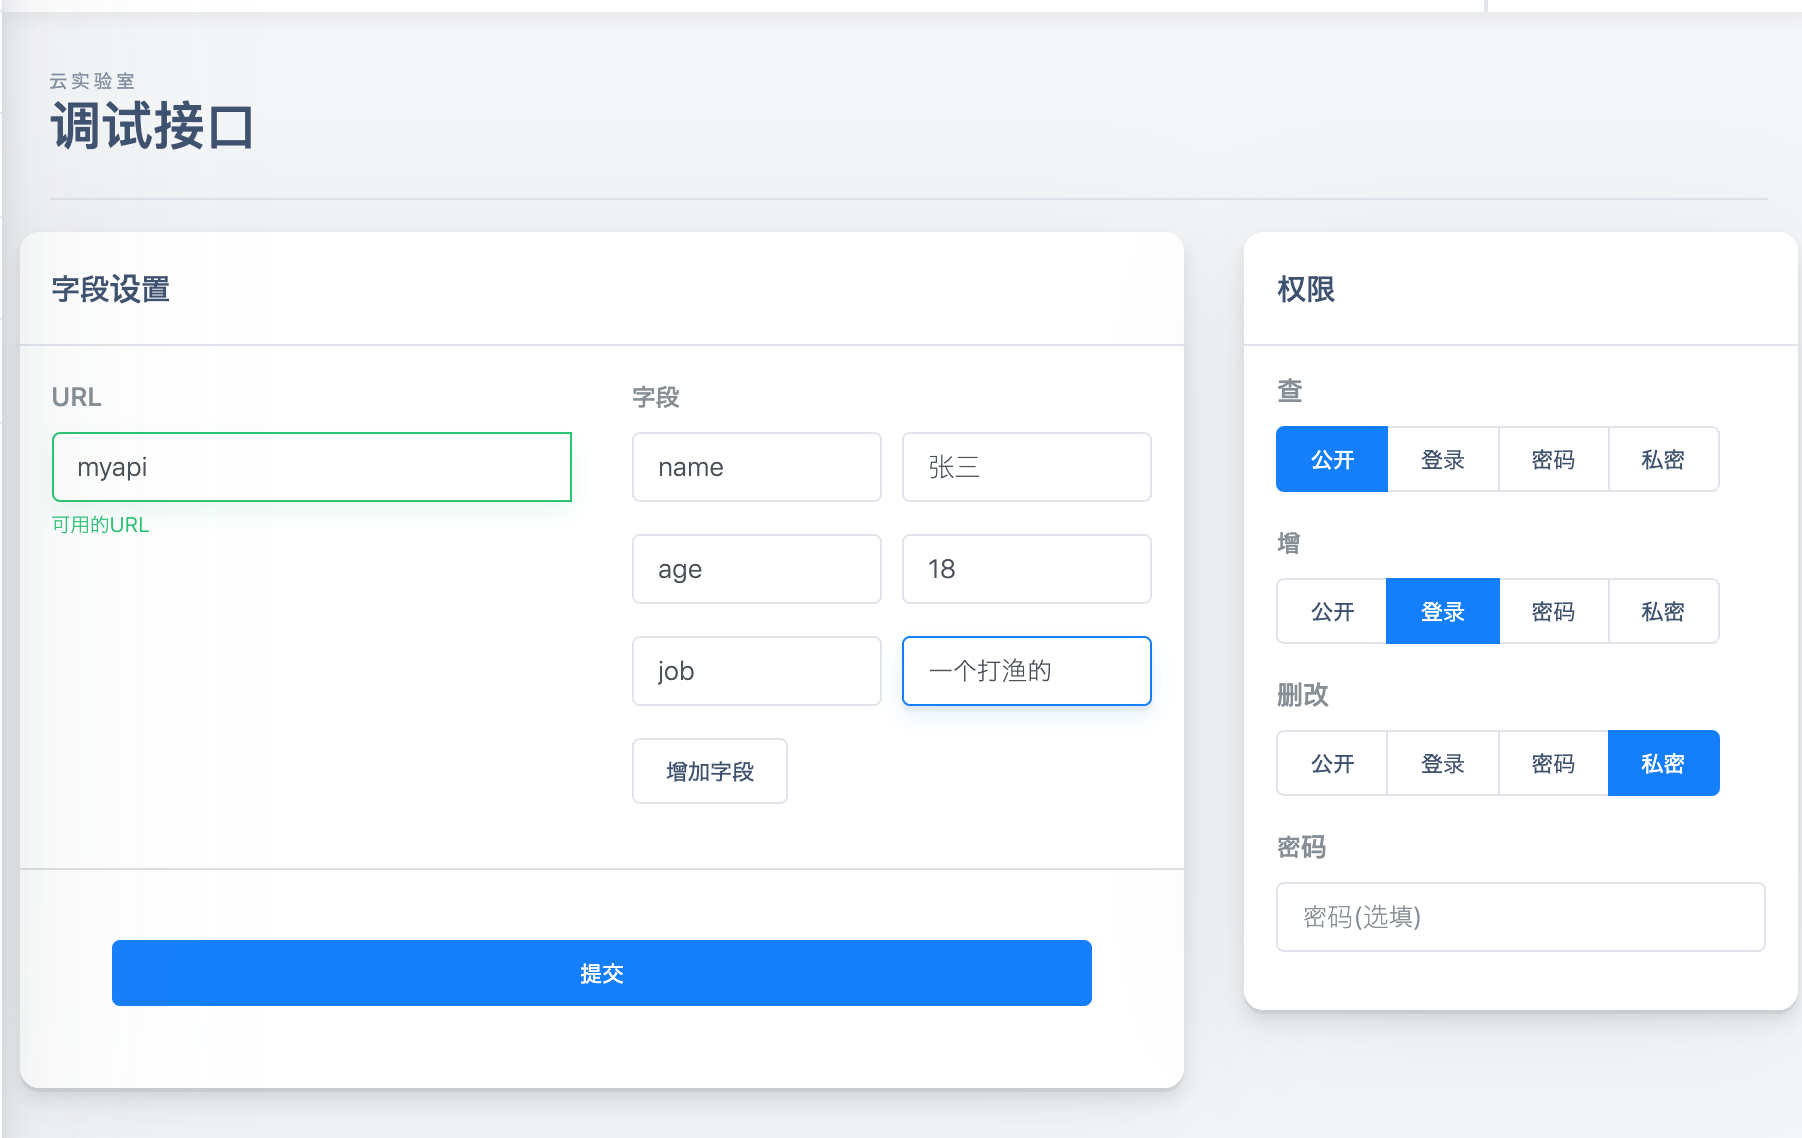 云实验室
调试接口
字段设置
URL
myapi
可用的URL
字段
name 张三
age 18
job 一个打渔的
增加字段
提交
权限
查
公开 登录 密码 私密
增
公开 登录 密码 私密
删改
公开 登录 密码 私密
密码
密码(选填)